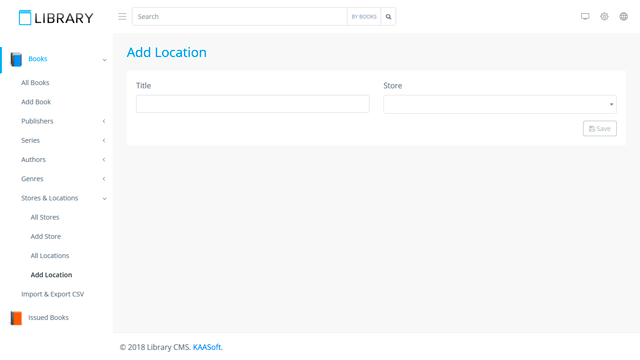 LIBRARY
Search
BY BOOKS
Books
All Books
Add Book
Publishers
Series
Authors
Genres
Stores & Locations
All Stores
Add Store
All Locations
Add Location
Import & Export CSV
Issued Books
Add Location
Title
Store
Save
© 2018 Library CMS. KAASoft.